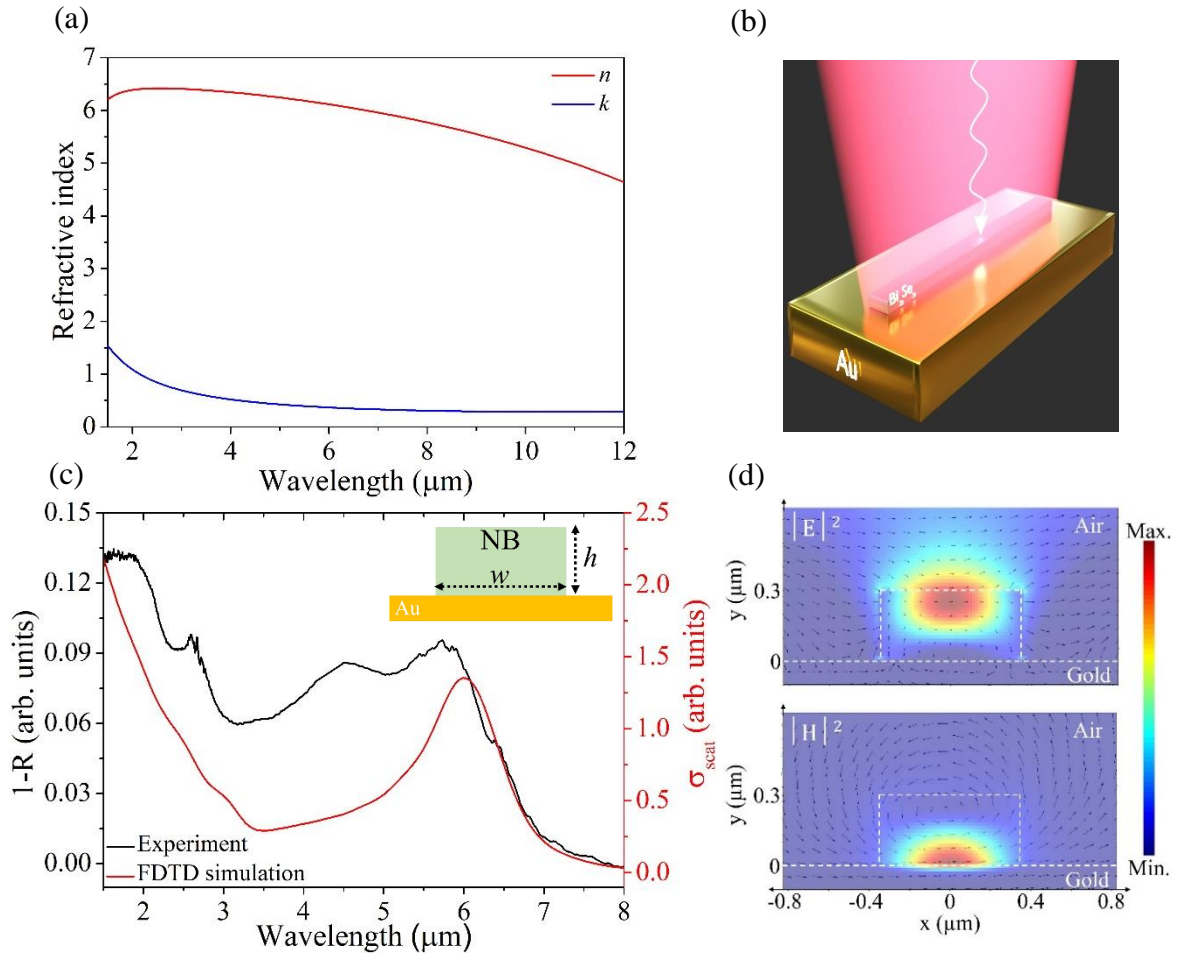 (a)
7
6
5
4
3
2
1
0
Refractive index
n
k
2
4
6
8
10
12
Wavelength (μm)
(b)
Bi2Se3
Au
(c)
0.15
0.12
0.09
0.06
0.03
0.00
1-R (arb. units)
NB
w
h
Au
Experiment
FDTD simulation
2
3
4
5
6
7
8
Wavelength (μm)
2.5
2.0
1.5
1.0
0.5
0.0
σscat (arb. units)
(d)
|E|2
Air
Gold
0.3
0
y (μm)
|H|2
Air
Gold
0.3
0
y (μm)
-0.8
-0.4
0
0.4
0.8
x (μm)
Max.
Min.